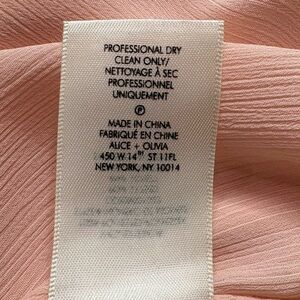 PROFESSIONAL DRY
CLEAN ONLY/
NETTOYAGE À SEC
PROFESSIONNEL
UNIQUEMENT
Ⓟ
MADE IN CHINA
FABRIQUÉ EN CHINE
ALICE + OLIVIA
450 W 14TH ST 11FL
NEW YORK, NY 10014